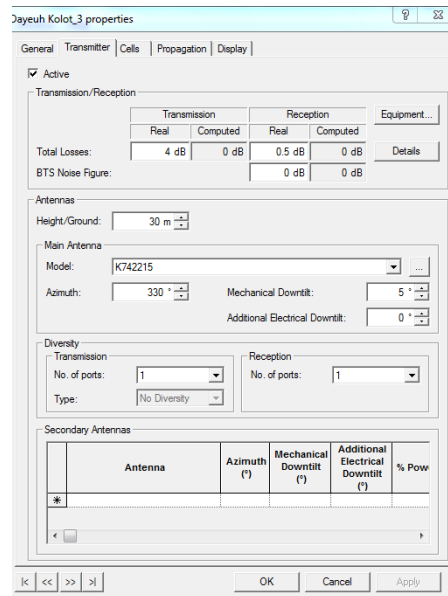 Dayeuh Kolot_3 properties
General Transmitter Cells Propagation Display
Active
Transmission/Reception
Transmission Reception Equipment...
Real Computed Real Computed
Total Losses: 4 dB 0 dB 0.5 dB 0 dB Details
BTS Noise Figure: 0 dB 0 dB
Antennas
Height/Ground: 30 m
Main Antenna
Model: K742215 ...
Azimuth: 330 ° Mechanical Downtilt: 5 °
Additional Electrical Downtilt: 0 °
Diversity
Transmission Reception
No. of ports: 1 No. of ports: 1
Type: No Diversity
Secondary Antennas
Antenna Azimuth (°) Mechanical Downtilt (°) Additional Electrical Downtilt (°) % Pow
|< << >> >| OK Cancel Apply